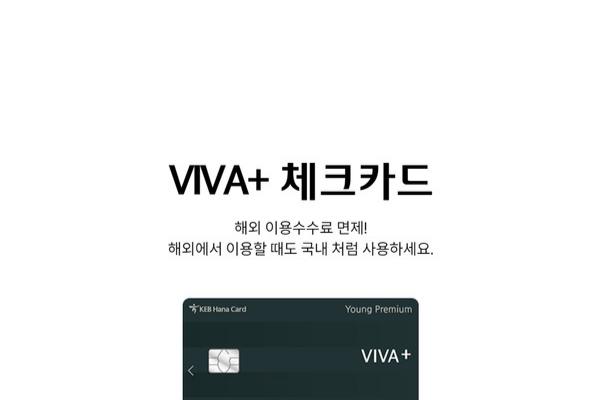 VIVA+ 체크카드
해외 이용수수료 면제!
해외에서 이용할 때도 국내 처럼 사용하세요.
KEB Hana Card
Young Premium
VIVA+